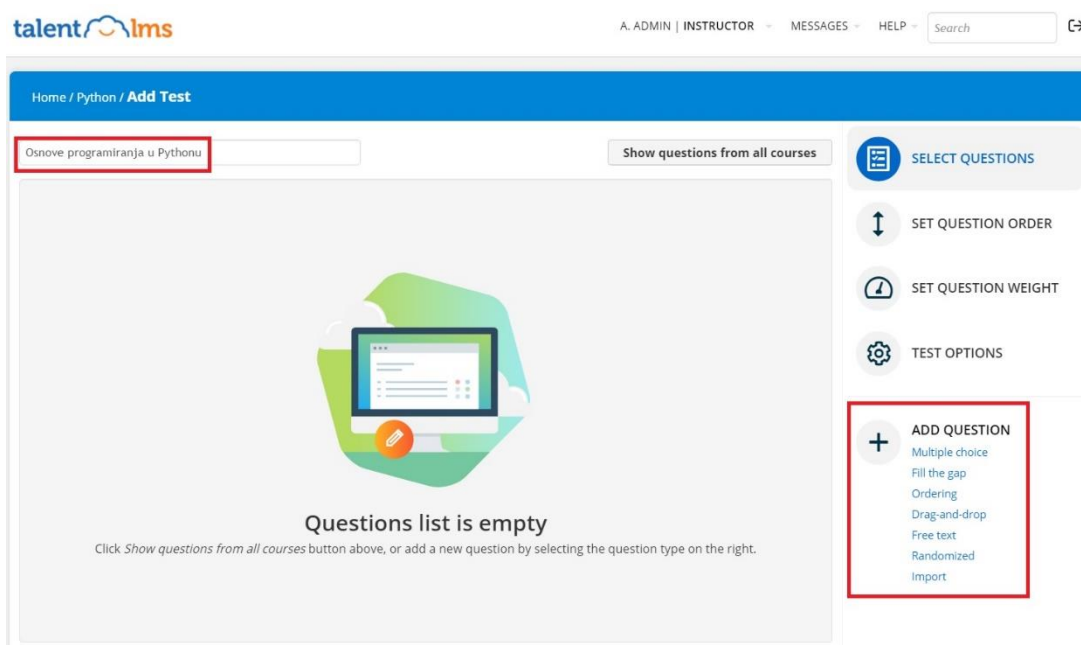 talentlms
A. ADMIN | INSTRUCTOR MESSAGES HELP Search
Home / Python / Add Test
Osnove programiranja u Pythonu
Show questions from all courses
Questions list is empty
Click Show questions from all courses button above, or add a new question by selecting the question type on the right.
SELECT QUESTIONS
SET QUESTION ORDER
SET QUESTION WEIGHT
TEST OPTIONS
ADD QUESTION
Multiple choice
Fill the gap
Ordering
Drag-and-drop
Free text
Randomized
Import